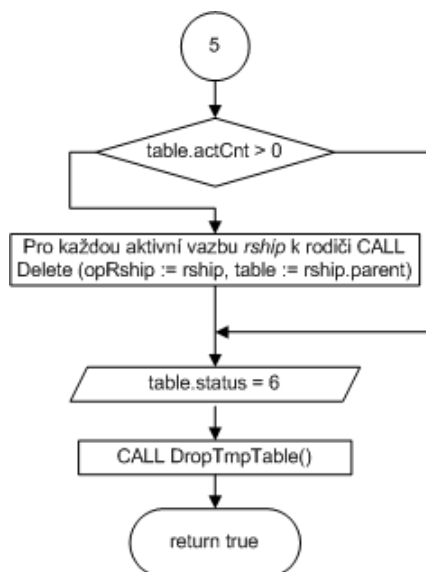 5
table.actCnt > 0
Pro každou aktivní vazbu rship k rodiči CALL
Delete (opRship := rship, table := rship.parent)
table.status = 6
CALL DropTmpTable()
return true